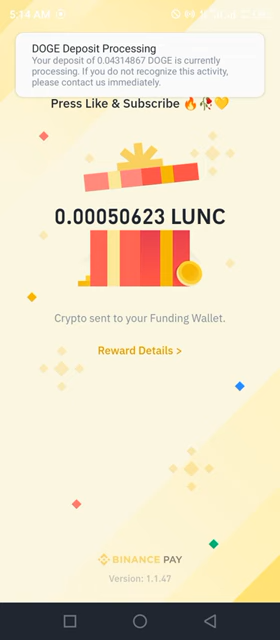 5:18 AM
DOGE Deposit Processing
Your deposit of 0.04314867 DOGE is currently
processing. If you do not recognize this activity,
please contact us immediately.
Press Like & Subscribe 🔥🥀💛
0.00050623 LUNC
Crypto sent to your Funding Wallet.
Reward Details >
BINANCE PAY
Version: 1.1.47